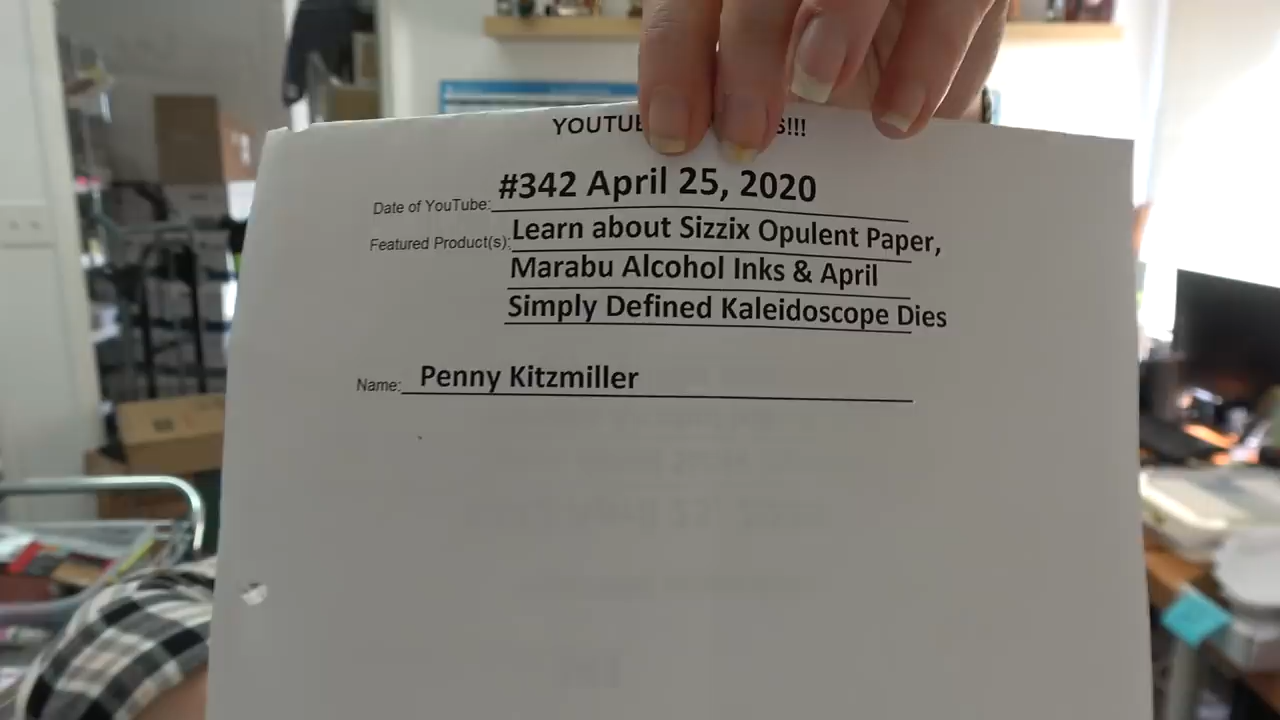 YOUTU S!!!
Date of YouTube: #342 April 25, 2020
Featured Product(s): Learn about Sizzix Opulent Paper,
Marabu Alcohol Inks & April
Simply Defined Kaleidoscope Dies
Name: Penny Kitzmiller